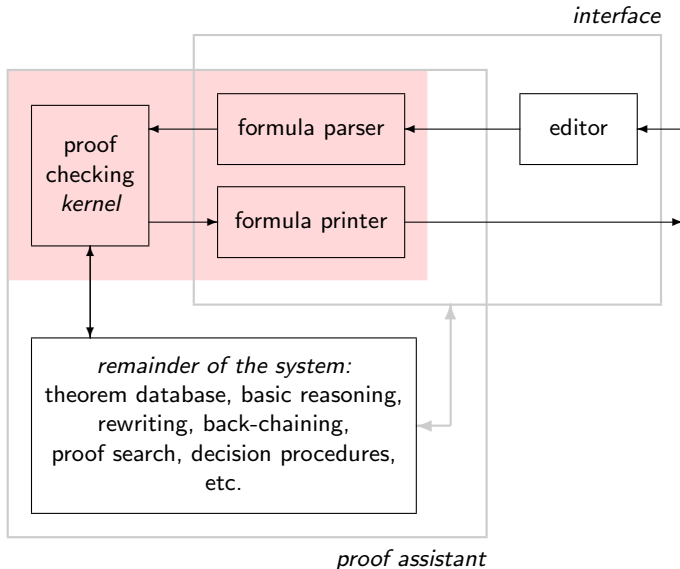 interface
formula parser
editor
proof
checking
kernel
formula printer
remainder of the system:
theorem database, basic reasoning,
rewriting, back-chaining,
proof search, decision procedures,
etc.
proof assistant